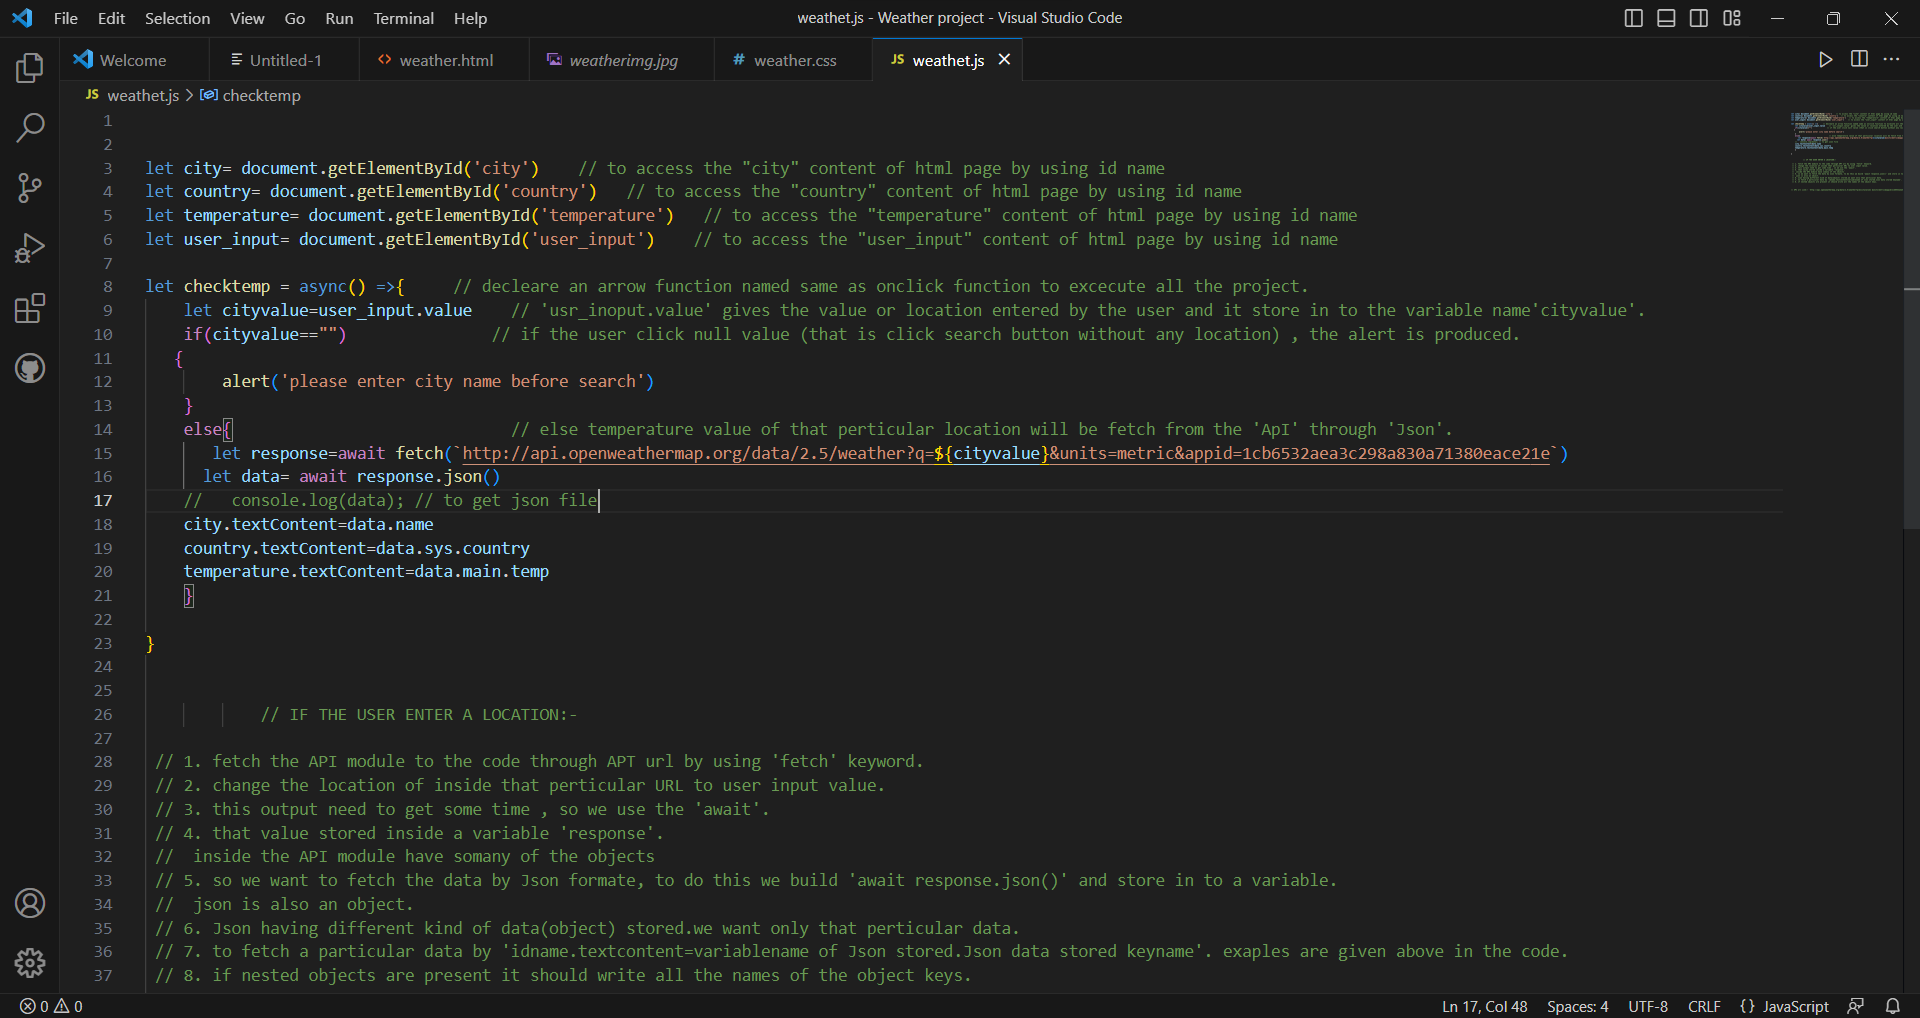 File Edit Selection View Go Run Terminal Help
weathet.js - Weather project - Visual Studio Code
Welcome
Untitled-1
weather.html
weatherimg.jpg
# weather.css
JS weathet.js
JS weathet.js > checktemp
1
2
3 let city= document.getElementById('city')    // to access the "city" content of html page by using id name
4 let country= document.getElementById('country')   // to access the "country" content of html page by using id name
5 let temperature= document.getElementById('temperature')   // to access the "temperature" content of html page by using id name
6 let user_input= document.getElementById('user_input')    // to access the "user_input" content of html page by using id name
7
8 let checktemp = async() =>{     // decleare an arrow function named same as onclick function to excecute all the project.
9 let cityvalue=user_input.value    // 'usr_inoput.value' gives the value or location entered by the user and it store in to the variable name'cityvalue'.
10 if(cityvalue=="")               // if the user click null value (that is click search button without any location) , the alert is produced.
11 {
12 alert('please enter city name before search')
13 }
14 else{                             // else temperature value of that perticular location will be fetch from the 'ApI' through 'Json'.
15 let response=await fetch(`http://api.openweathermap.org/data/2.5/weather?q=${cityvalue}&units=metric&appid=1cb6532aea3c298a830a71380eace21e`)
16 let data= await response.json()
17 //   console.log(data); // to get json file
18 city.textContent=data.name
19 country.textContent=data.sys.country
20 temperature.textContent=data.main.temp
21 }
22
23 }
24
25
26 // IF THE USER ENTER A LOCATION:-
27
28 // 1. fetch the API module to the code through APT url by using 'fetch' keyword.
29 // 2. change the location of inside that perticular URL to user input value.
30 // 3. this output need to get some time , so we use the 'await'.
31 // 4. that value stored inside a variable 'response'.
32 //  inside the API module have somany of the objects
33 // 5. so we want to fetch the data by Json formate, to do this we build 'await response.json()' and store in to a variable.
34 //  json is also an object.
35 // 6. Json having different kind of data(object) stored.we want only that perticular data.
36 // 7. to fetch a particular data by 'idname.textcontent=variablename of Json stored.Json data stored keyname'. exaples are given above in the code.
37 // 8. if nested objects are present it should write all the names of the object keys.
0 0
Ln 17, Col 48 Spaces: 4 UTF-8 CRLF {} JavaScript